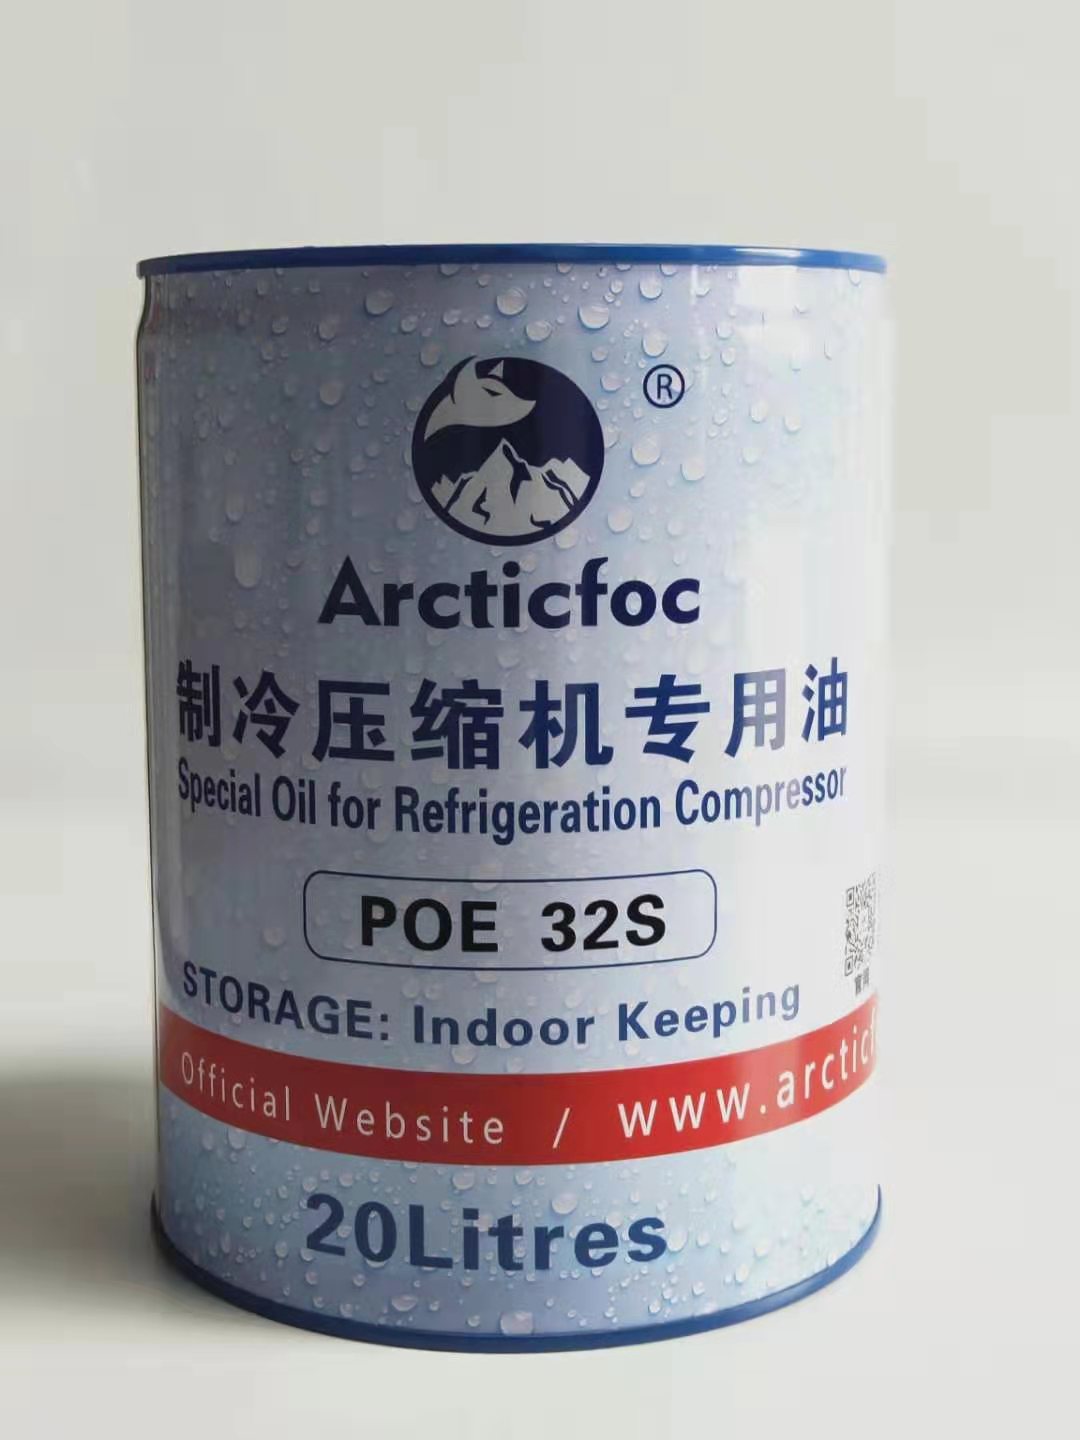 ®
Arcticfoc
制冷压缩机专用油
Special Oil for Refrigeration Compressor
POE 32S
STORAGE: Indoor Keeping
Official Website / www.arcticf
20Litres